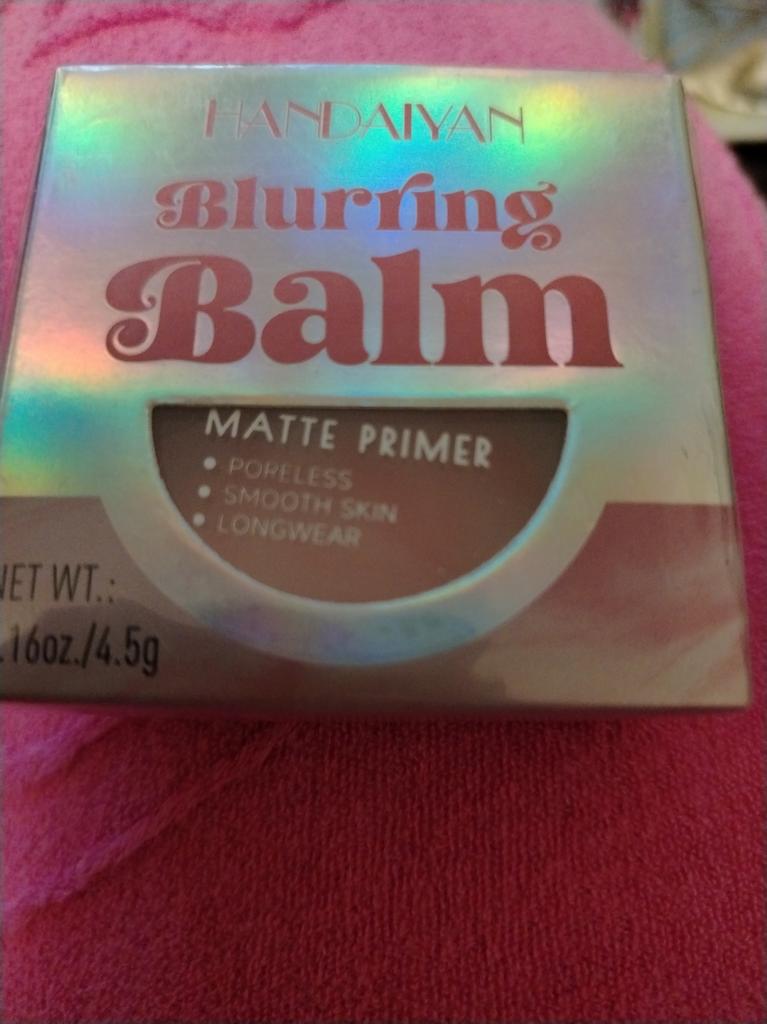 HANDAIYAN
Blurring
Balm
MATTE PRIMER
• PORELESS
• SMOOTH SKIN
• LONGWEAR
NET WT.:
.16oz./4.5g